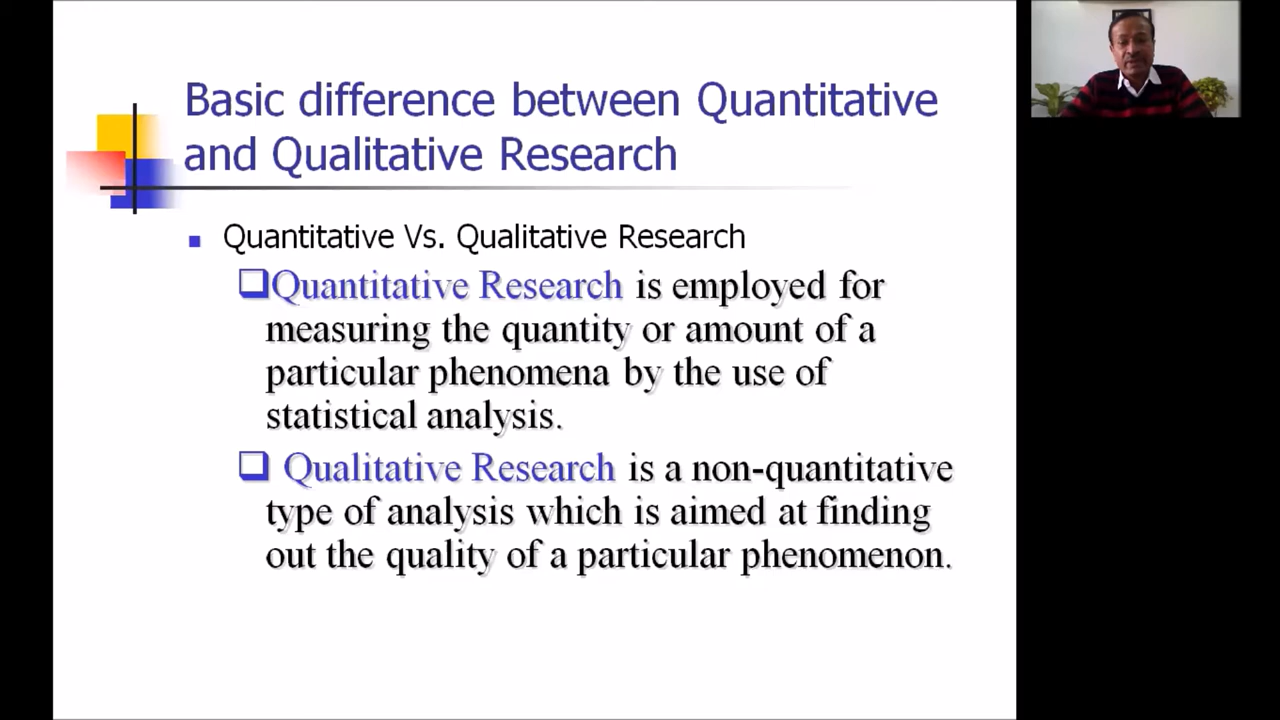 Basic difference between Quantitative
and Qualitative Research
Quantitative Vs. Qualitative Research
Quantitative Research is employed for
measuring the quantity or amount of a
particular phenomena by the use of
statistical analysis.
Qualitative Research is a non-quantitative
type of analysis which is aimed at finding
out the quality of a particular phenomenon.